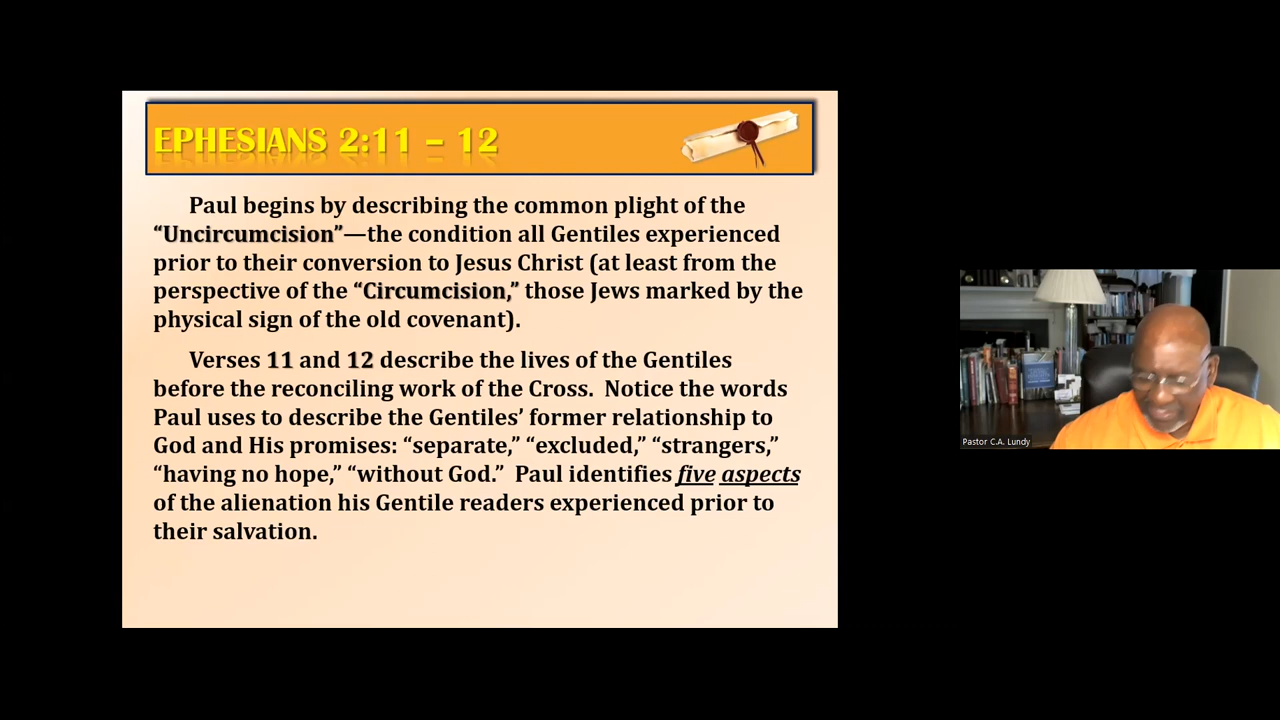 EPHESIANS 2:11 – 12
Paul begins by describing the common plight of the
“Uncircumcision”—the condition all Gentiles experienced
prior to their conversion to Jesus Christ (at least from the
perspective of the “Circumcision,” those Jews marked by the
physical sign of the old covenant).
Verses 11 and 12 describe the lives of the Gentiles
before the reconciling work of the Cross.  Notice the words
Paul uses to describe the Gentiles’ former relationship to
God and His promises: “separate,” “excluded,” “strangers,”
“having no hope,” “without God.”  Paul identifies five aspects
of the alienation his Gentile readers experienced prior to
their salvation.
Pastor C.A. Lundy